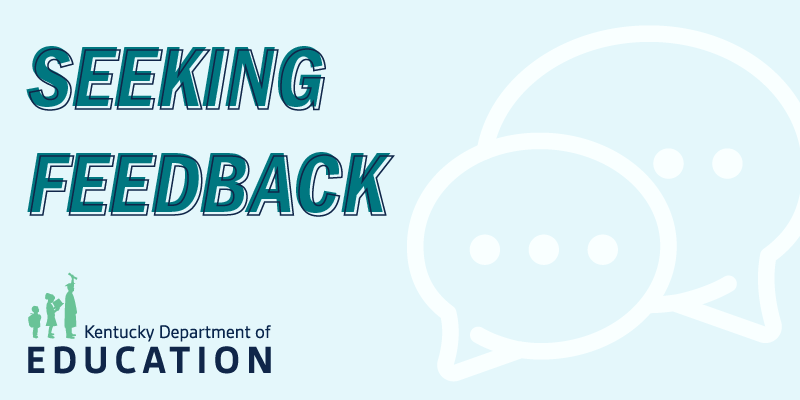 SEEKING
FEEDBACK
Kentucky Department of
EDUCATION